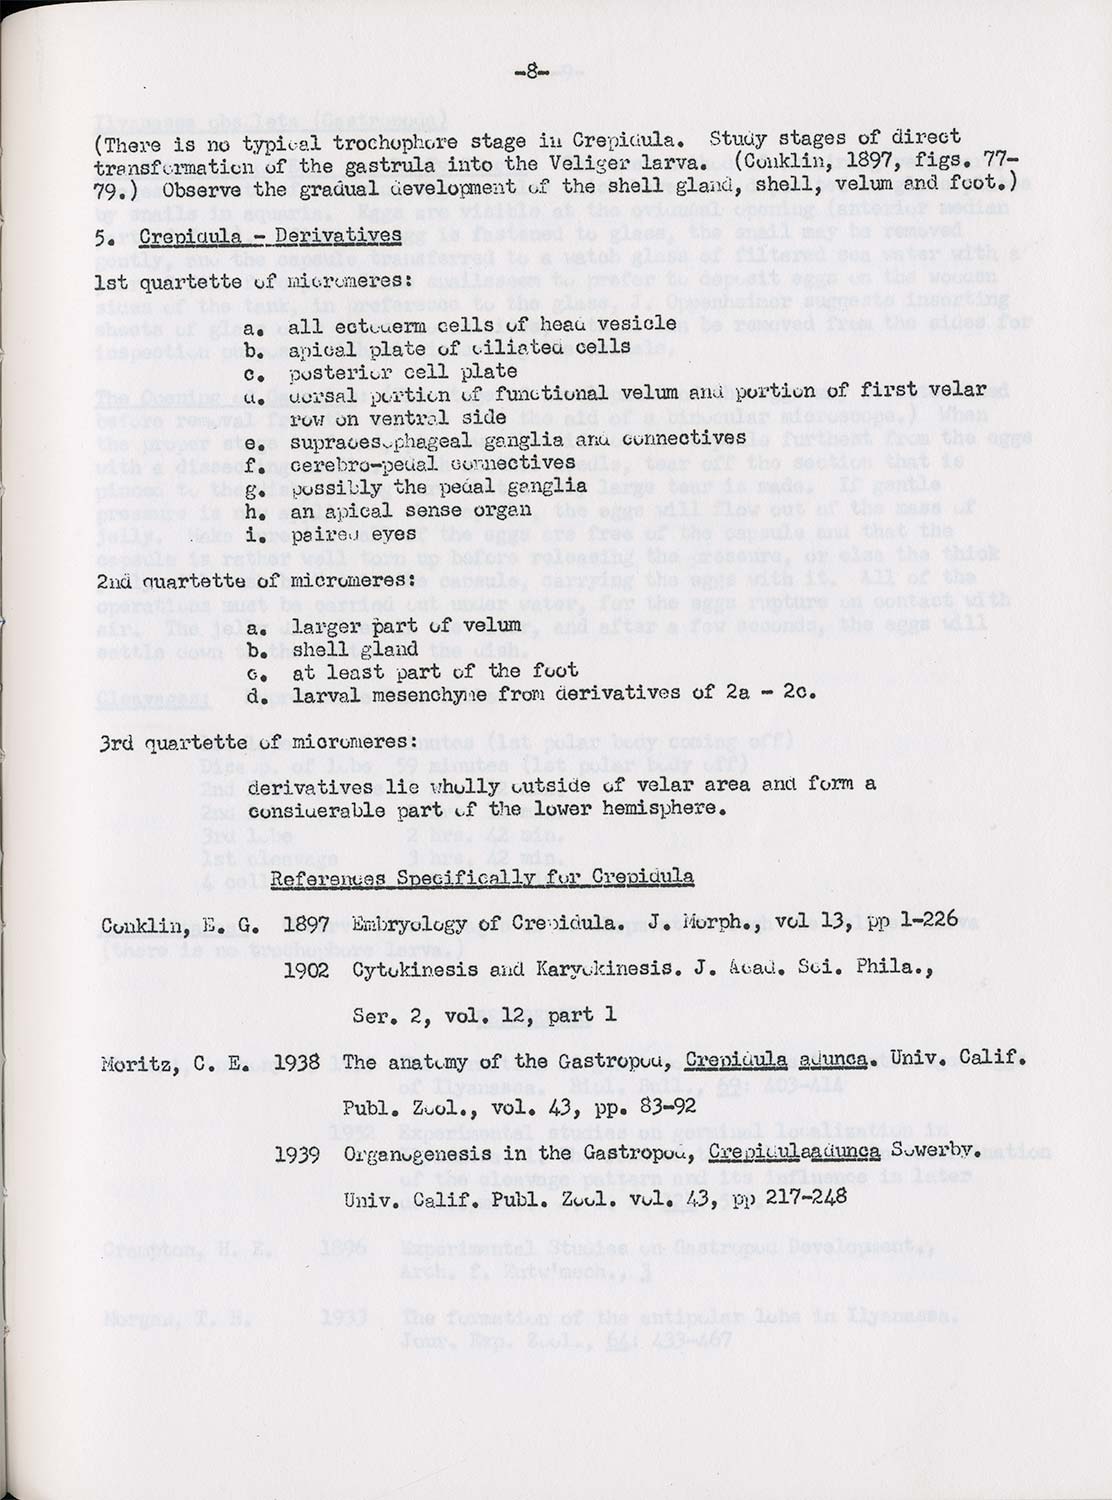 -8-
(There is no typical trochophore stage in Crepidula. Study stages of direct
transformation of the gastrula into the Veliger larva. (Conklin, 1897, figs. 77-
79.) Observe the gradual development of the shell gland, shell, velum and foot.)
5. Crepidula - Derivatives
1st quartette of micromeres:
a. all ectoderm cells of head vesicle
b. apical plate of ciliated cells
c. posterior cell plate
d. dorsal portion of functional velum and portion of first velar
row on ventral side
e. supraoesophageal ganglia and connectives
f. cerebro-pedal connectives
g. possibly the pedal ganglia
h. an apical sense organ
i. paired eyes
2nd quartette of micromeres:
a. larger part of velum
b. shell gland
c. at least part of the foot
d. larval mesenchyme from derivatives of 2a - 2c.
3rd quartette of micromeres:
derivatives lie wholly outside of velar area and form a
considerable part of the lower hemisphere.
References Specifically for Crepidula
Conklin, E. G. 1897 Embryology of Crepidula. J. Morph., vol 13, pp 1-226
1902 Cytokinesis and Karyokinesis. J. Acad. Sci. Phila.,
Ser. 2, vol. 12, part 1
Moritz, C. E. 1938 The anatomy of the Gastropod, Crepidula adunca. Univ. Calif.
Publ. Zool., vol. 43, pp. 83-92
1939 Organogenesis in the Gastropod, Crepidulaadunca Sowerby.
Univ. Calif. Publ. Zool. vol. 43, pp 217-248